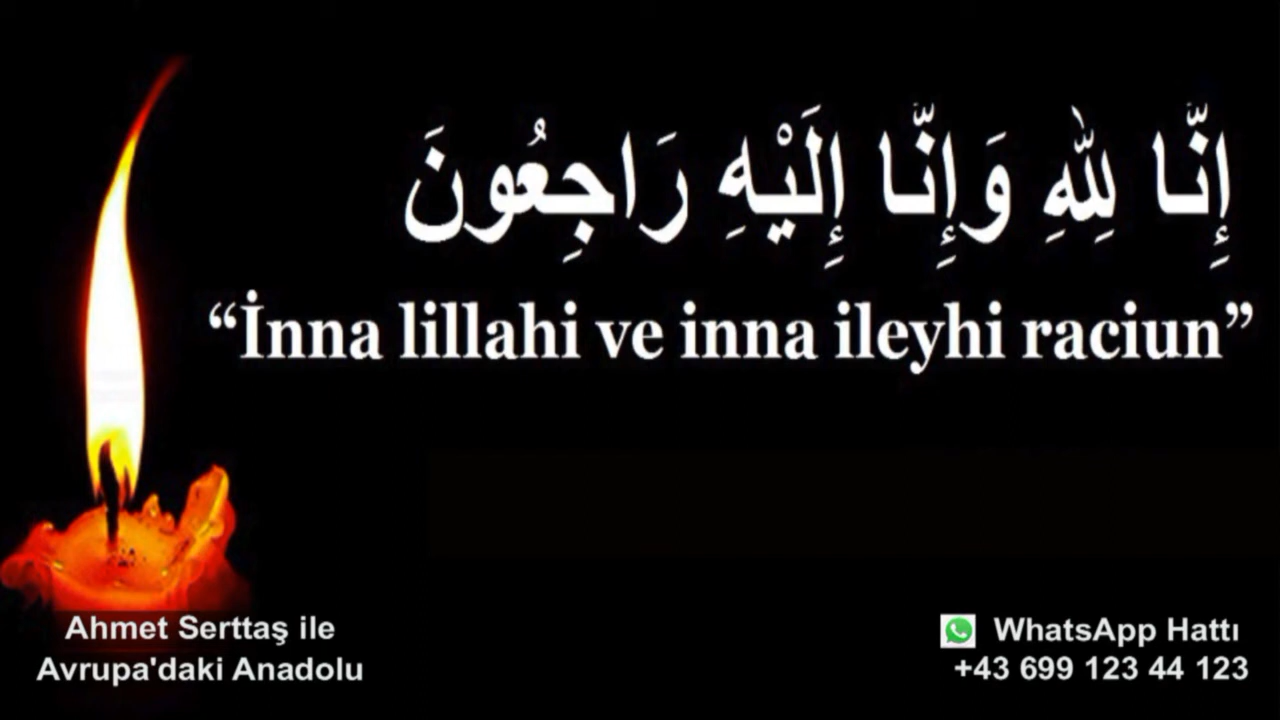 إِنَّا لِلّٰهِ وَإِنَّا إِلَيْهِ رَاجِعُونَ
“İnna lillahi ve inna ileyhi raciun”
Ahmet Serttaş ile
Avrupa'daki Anadolu
WhatsApp Hattı
+43 699 123 44 123